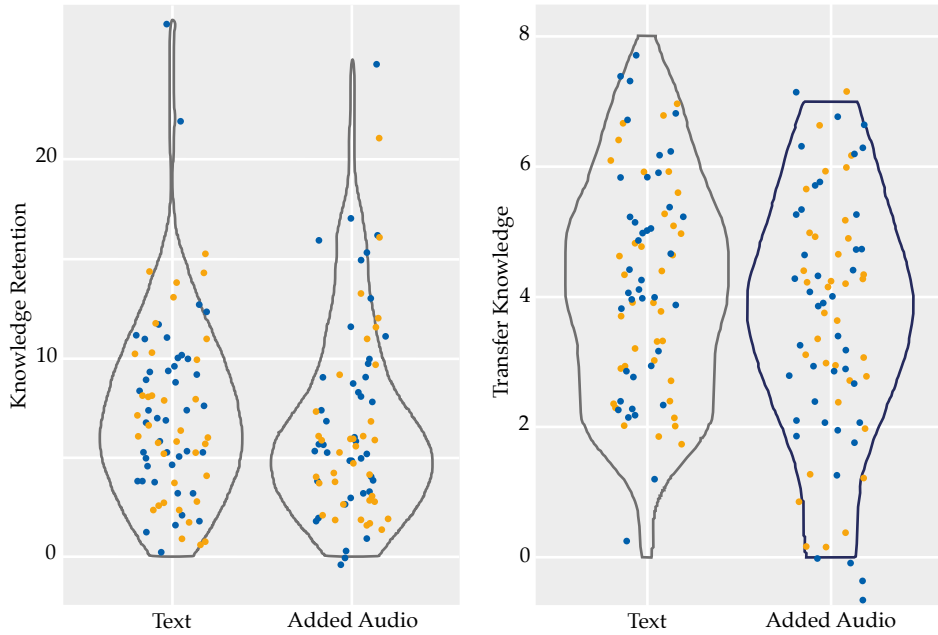 Knowledge Retention
20
10
0
Text
Added Audio
Transfer Knowledge
8
6
4
2
0
Text
Added Audio